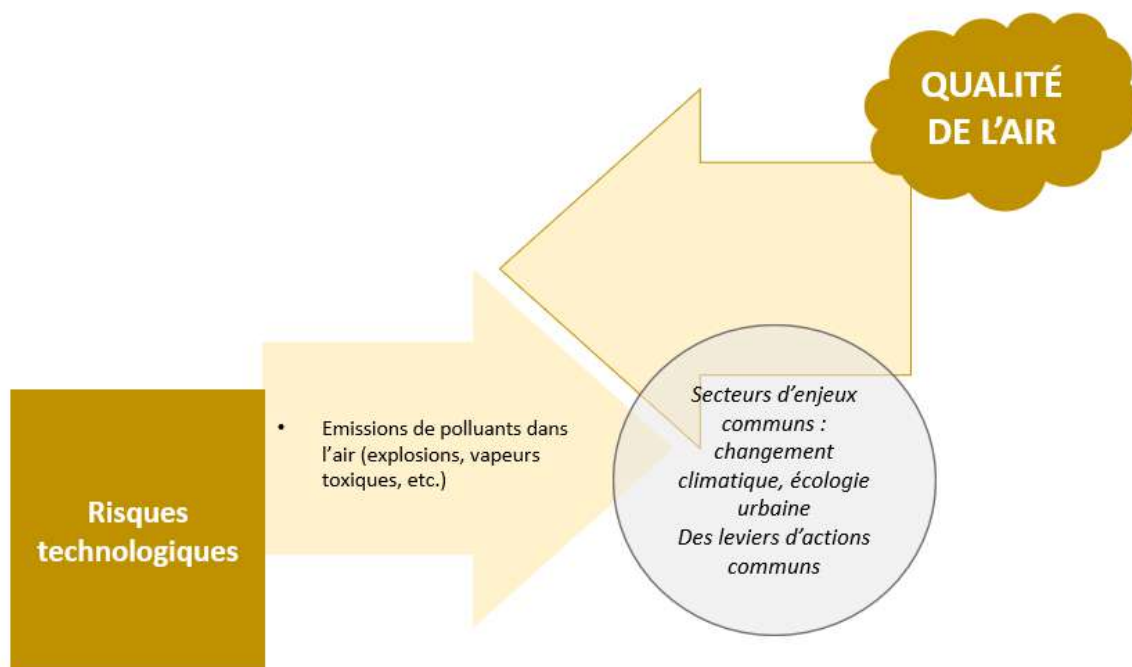 QUALITÉ
DE L'AIR
• Emissions de polluants dans
l'air (explosions, vapeurs
toxiques, etc.)
Risques
technologiques
Secteurs d'enjeux
communs :
changement
climatique, écologie
urbaine
Des leviers d'actions
communs